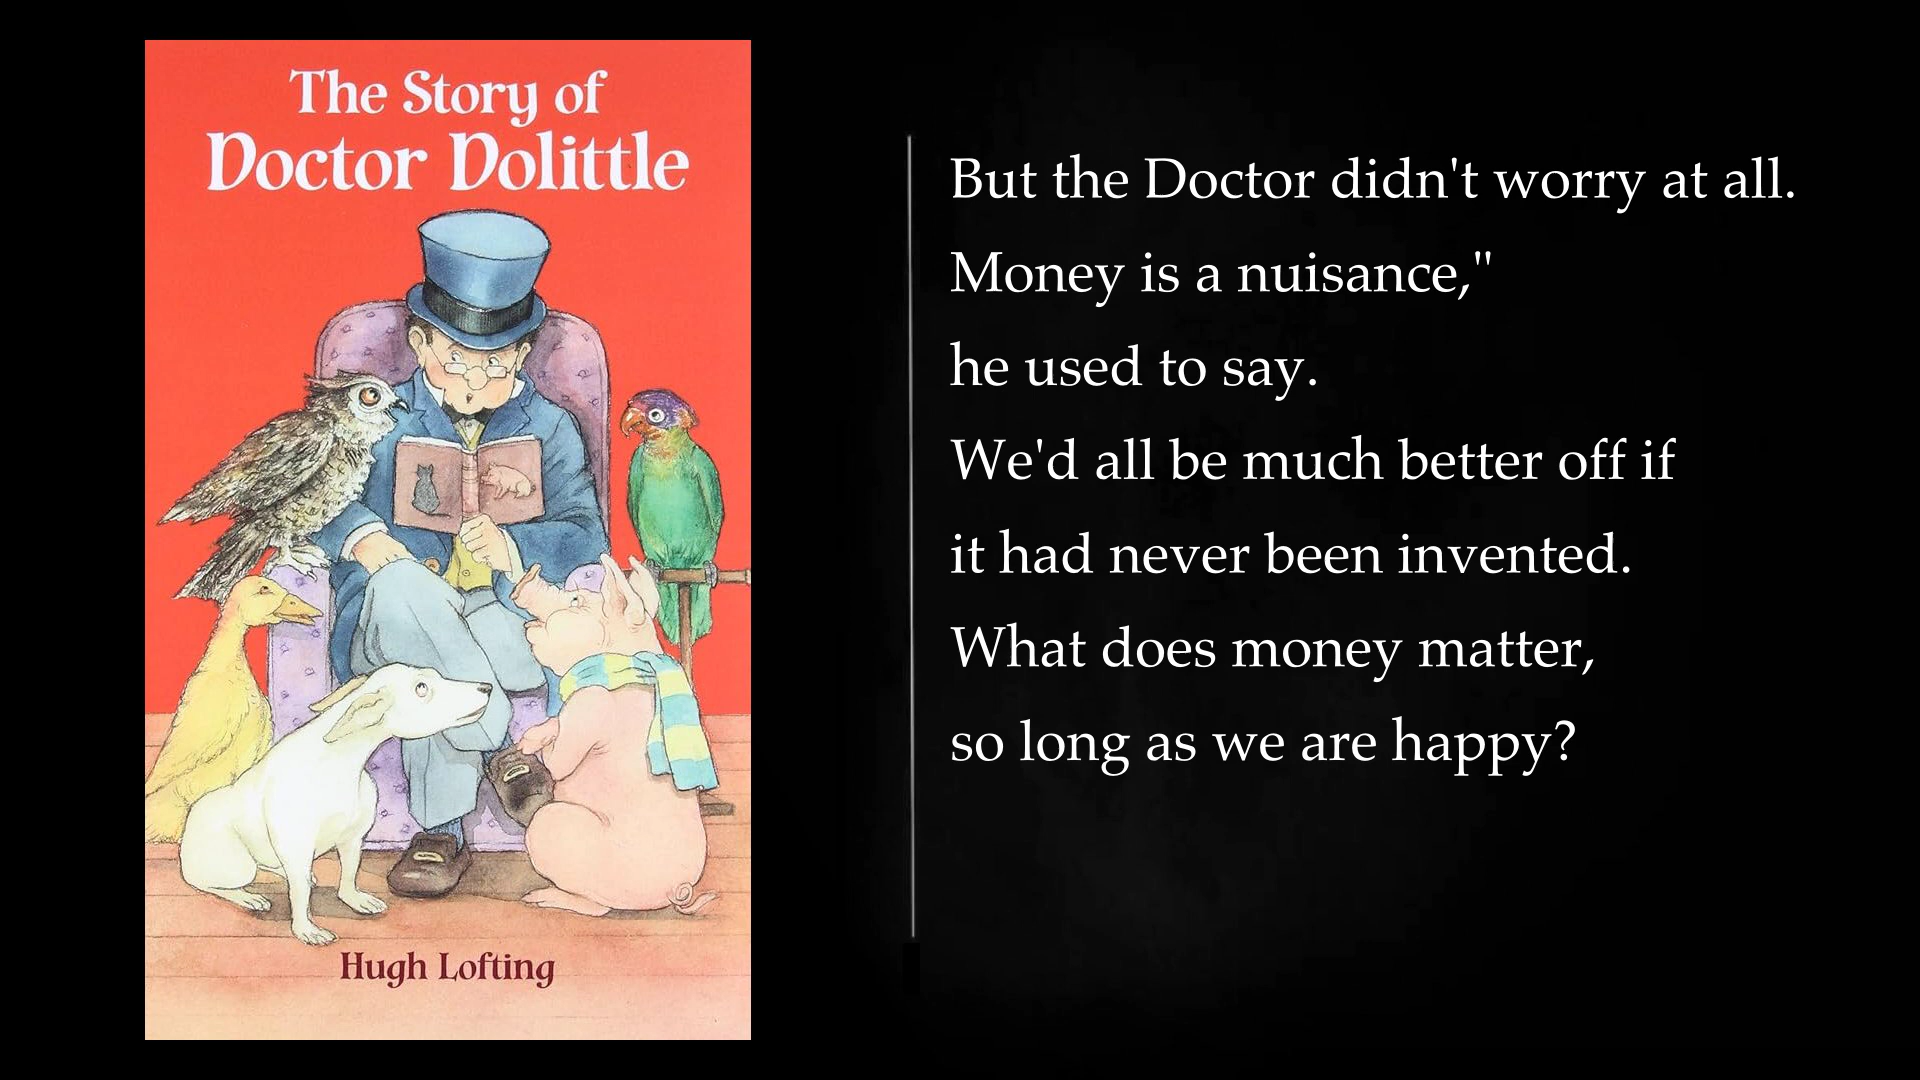 The Story of
Doctor Dolittle
Hugh Lofting
But the Doctor didn't worry at all.
Money is a nuisance,"
he used to say.
We'd all be much better off if
it had never been invented.
What does money matter,
so long as we are happy?